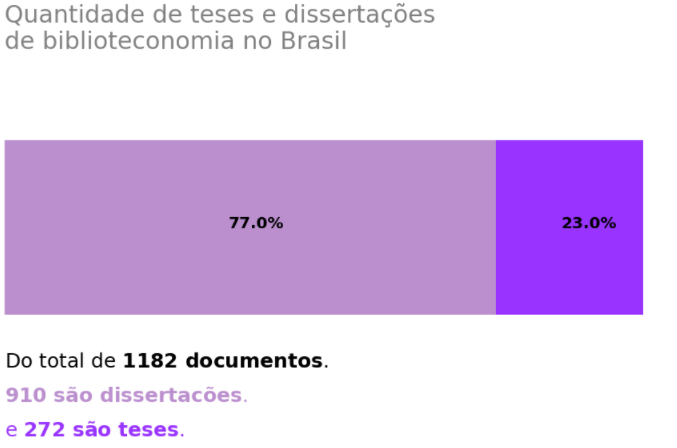 Quantidade de teses e dissertações
de biblioteconomia no Brasil
77.0% 23.0%
Do total de 1182 documentos.
910 são dissertacões.
e 272 são teses.